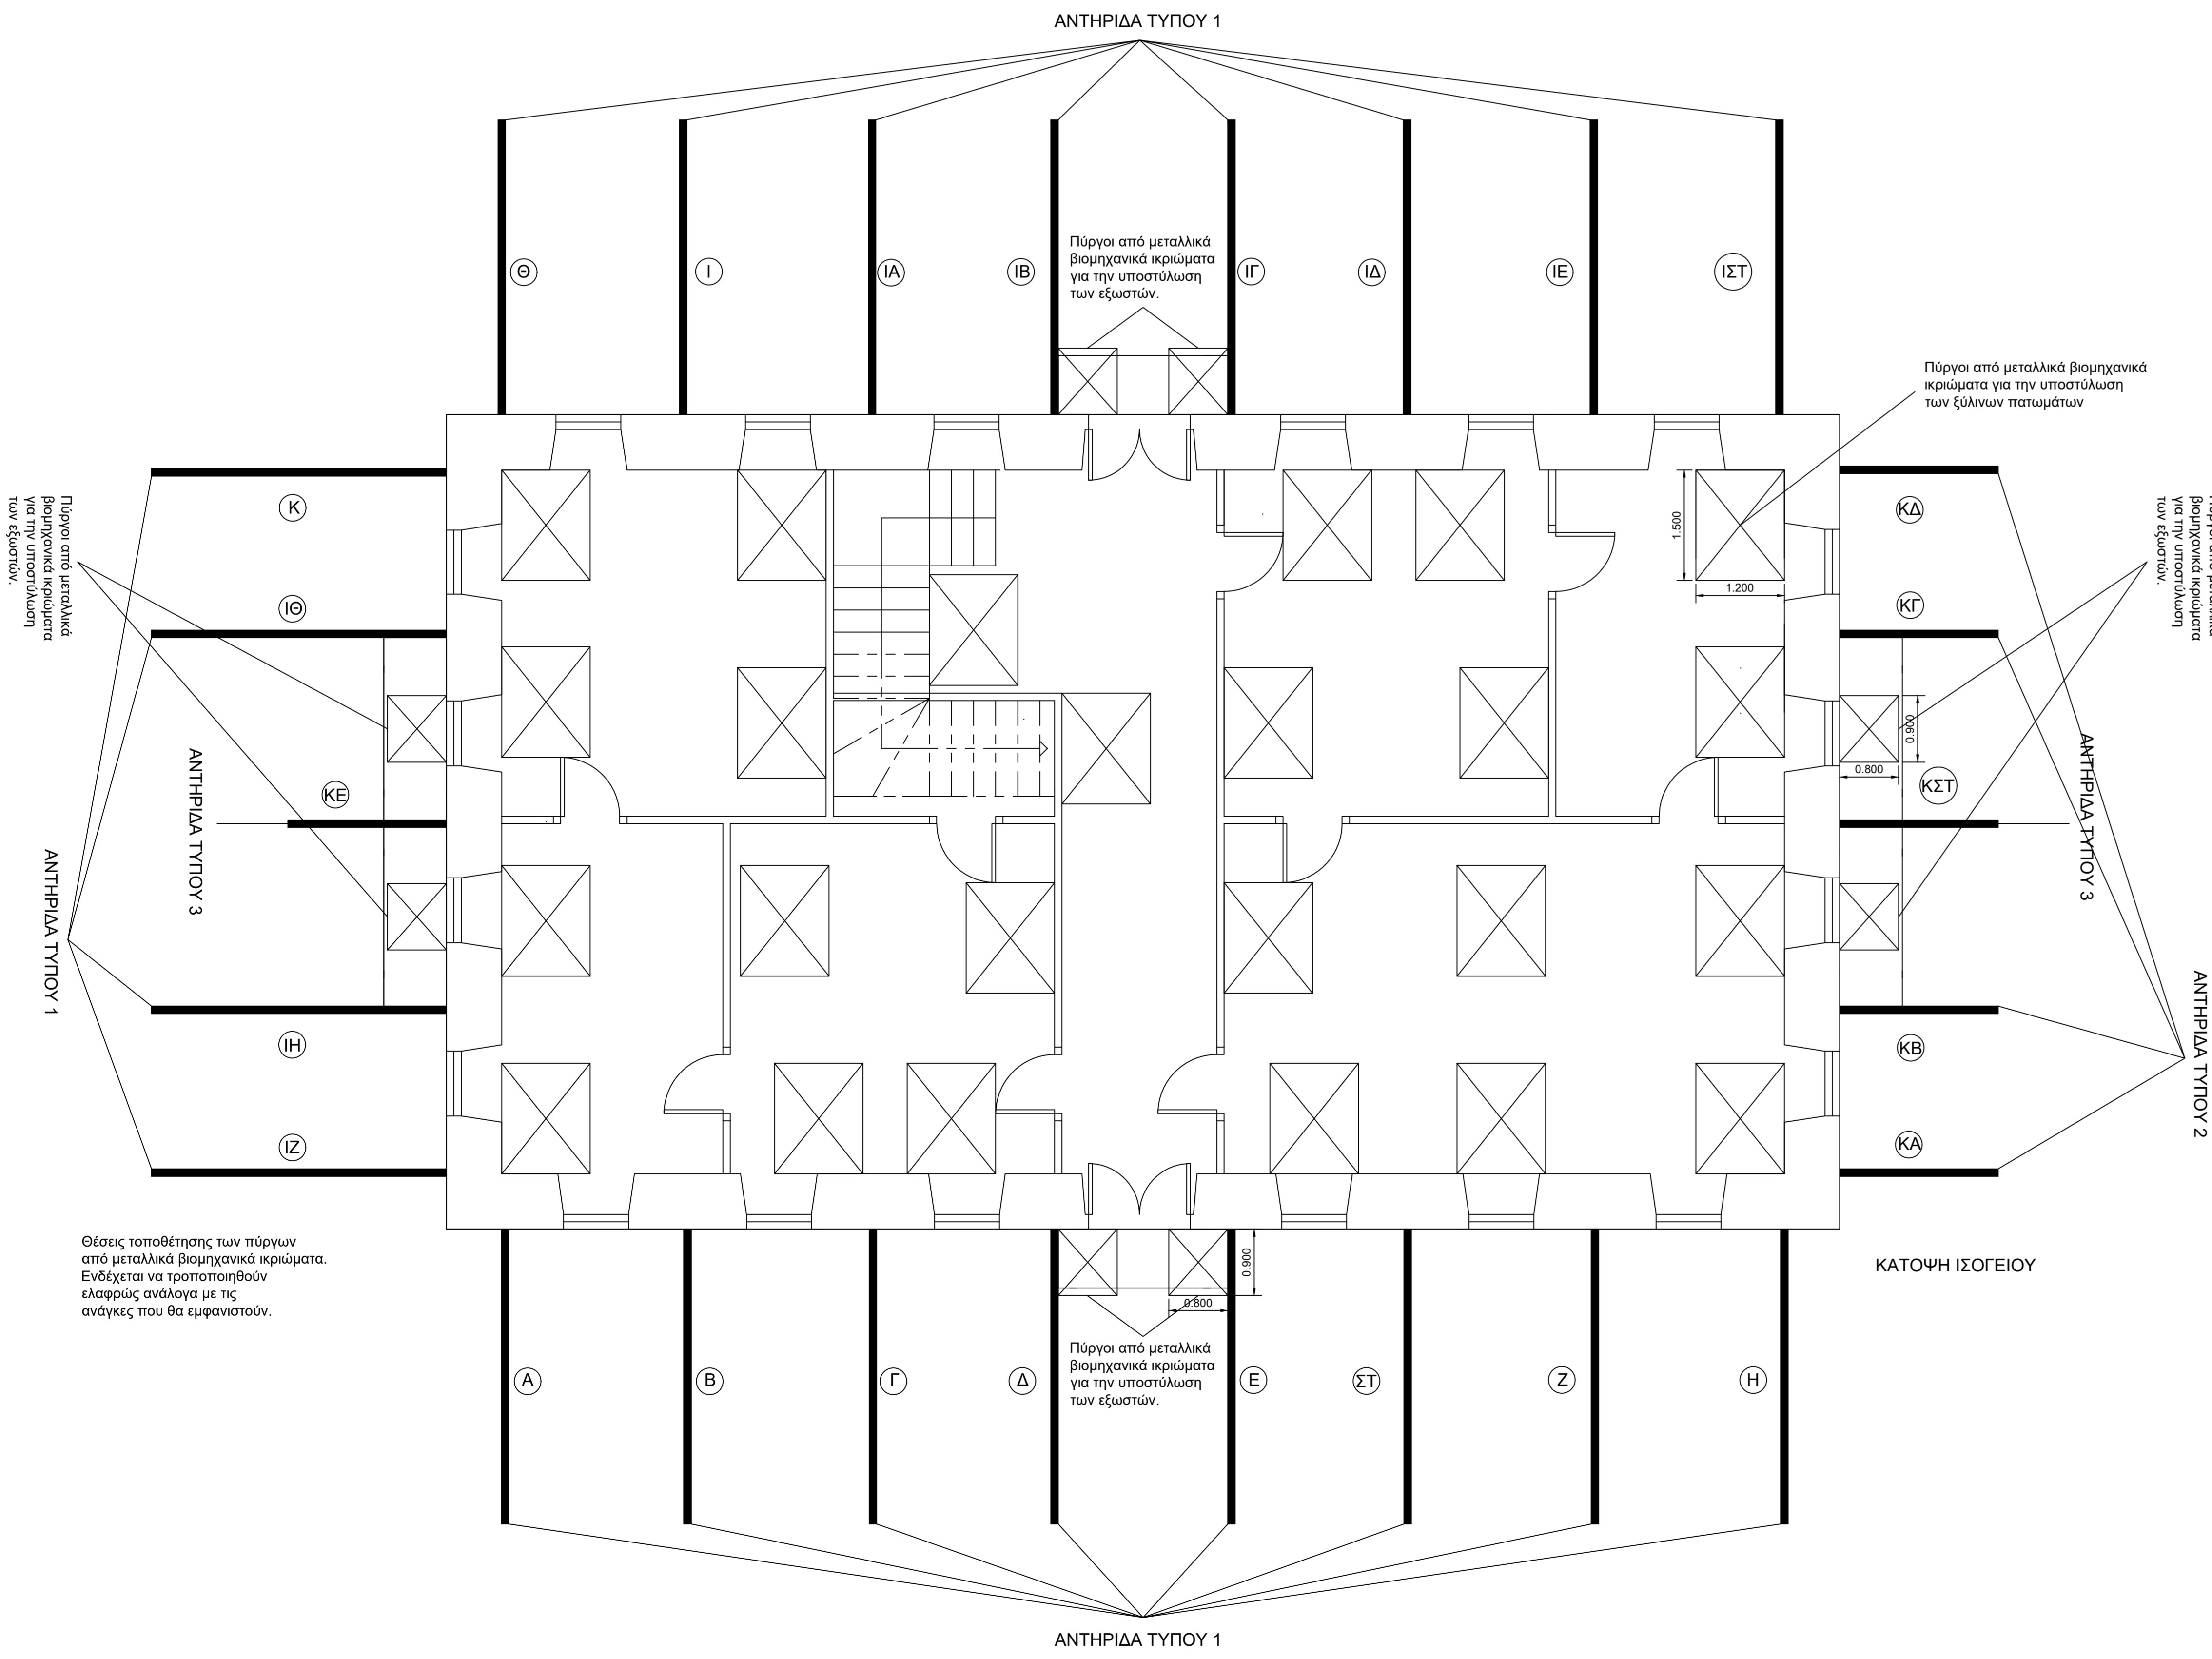 ΑΝΤΗΡΙΔΑ ΤΥΠΟΥ 1
Πύργοι από μεταλλικά
βιομηχανικά ικριώματα
για την υποστύλωση
των εξωστών.
Θ
Ι
ΙΑ
ΙΒ
ΙΓ
ΙΔ
ΙΕ
ΙΣΤ
Πύργοι από μεταλλικά βιομηχανικά
ικριώματα για την υποστύλωση
των ξύλινων πατωμάτων
Πύργοι από μεταλλικά
βιομηχανικά ικριώματα
για την υποστύλωση
των εξωστών.
Κ
ΙΘ
ΚΕ
ΙΗ
ΙΖ
ΑΝΤΗΡΙΔΑ ΤΥΠΟΥ 3
ΑΝΤΗΡΙΔΑ ΤΥΠΟΥ 1
1.500
1.200
ΚΔ
ΚΓ
0.900
0.800
ΚΣΤ
ΚΒ
ΚΑ
βιομηχανικά ικριώματα
για την υποστύλωση
των εξωστών.
ΑΝΤΗΡΙΔΑ ΤΥΠΟΥ 3
ΑΝΤΗΡΙΔΑ ΤΥΠΟΥ 2
Θέσεις τοποθέτησης των πύργων
από μεταλλικά βιομηχανικά ικριώματα.
Ενδέχεται να τροποποιηθούν
ελαφρώς ανάλογα με τις
ανάγκες που θα εμφανιστούν.
0.900
0.800
ΚΑΤΟΨΗ ΙΣΟΓΕΙΟΥ
Πύργοι από μεταλλικά
βιομηχανικά ικριώματα
για την υποστύλωση
των εξωστών.
Α
Β
Γ
Δ
Ε
ΣΤ
Ζ
Η
ΑΝΤΗΡΙΔΑ ΤΥΠΟΥ 1